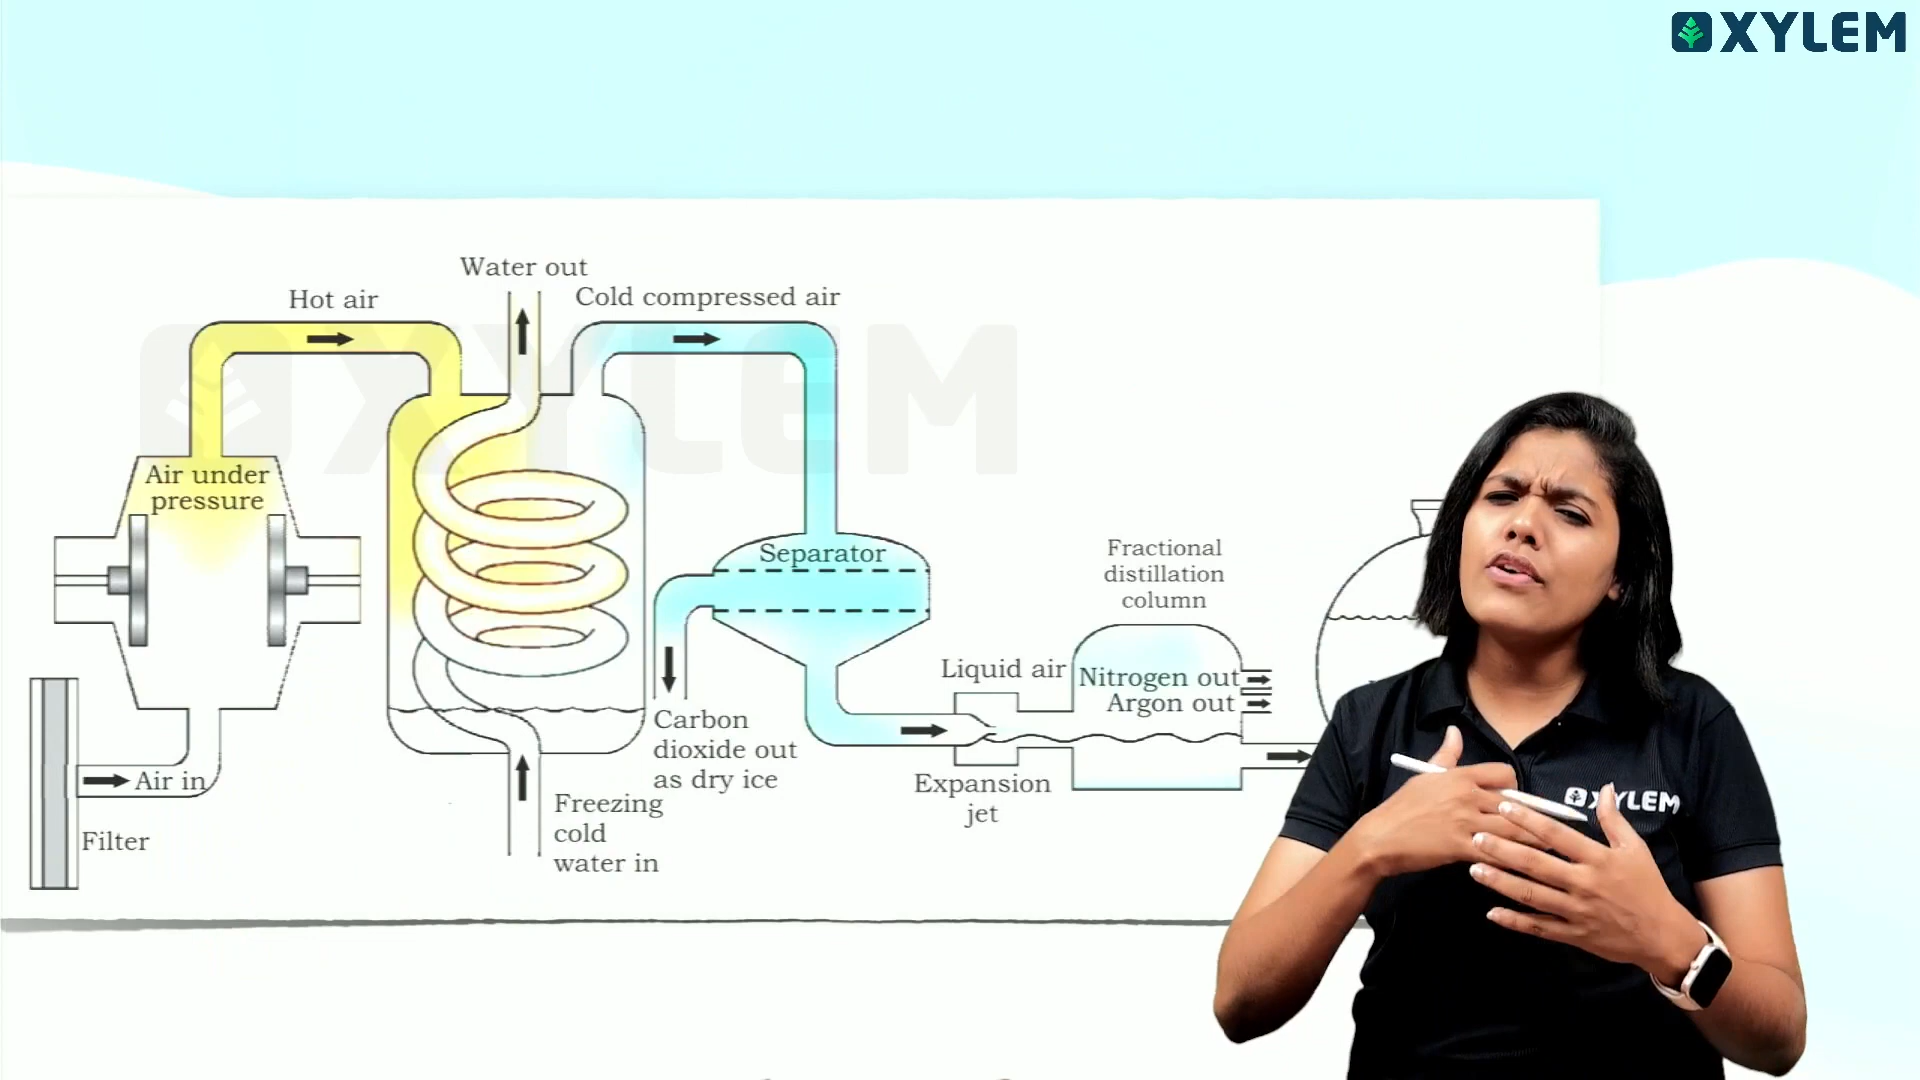 XYLEM
Water out
Hot air
Cold compressed air
XYLEM
Air under
pressure
Separator
Fractional
distillation
column
Liquid air
Nitrogen out
Argon out
Carbon
dioxide out
as dry ice
Air in
Expansion
jet
Freezing
cold
water in
Filter
XYLEM